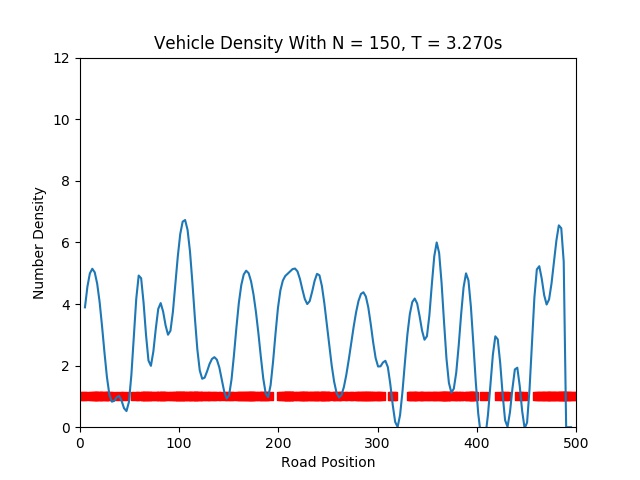 Vehicle Density With N = 150, T = 3.270s
12
10
8
6
4
2
0
Number Density
0 100 200 300 400 500
Road Position